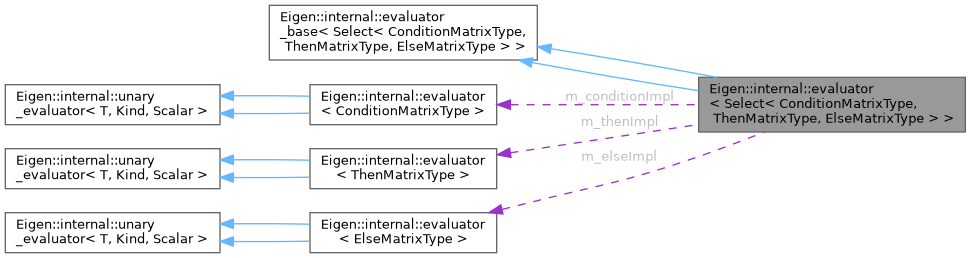 Eigen::internal::evaluator
_base< Select< ConditionMatrixType,
ThenMatrixType, ElseMatrixType > >
Eigen::internal::unary
_evaluator< T, Kind, Scalar >
Eigen::internal::evaluator
< ConditionMatrixType >
m_conditionImpl
Eigen::internal::evaluator
< Select< ConditionMatrixType,
ThenMatrixType, ElseMatrixType > >
m_thenImpl
Eigen::internal::unary
_evaluator< T, Kind, Scalar >
Eigen::internal::evaluator
< ThenMatrixType >
m_elseImpl
Eigen::internal::unary
_evaluator< T, Kind, Scalar >
Eigen::internal::evaluator
< ElseMatrixType >